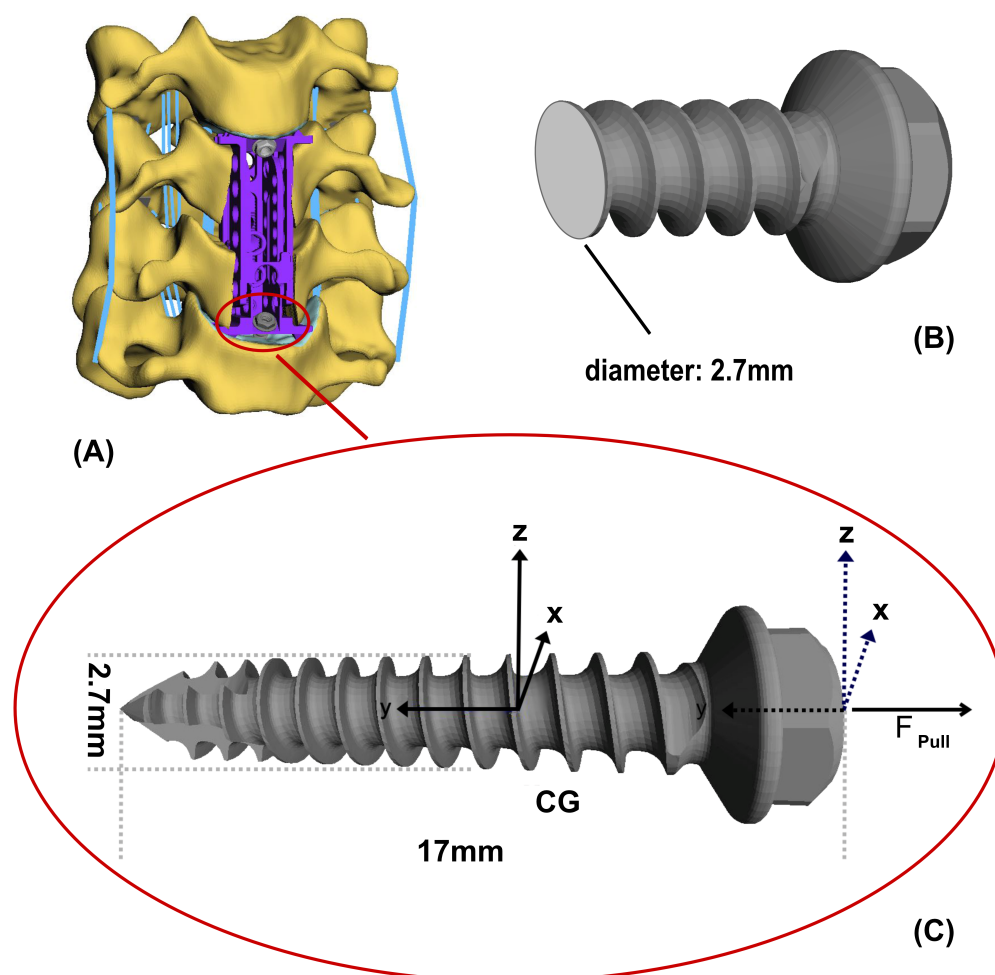 (A)
(B)
diameter: 2.7mm
z
x
y
CG
2.7mm
17mm
z
x
y
F Pull
(C)